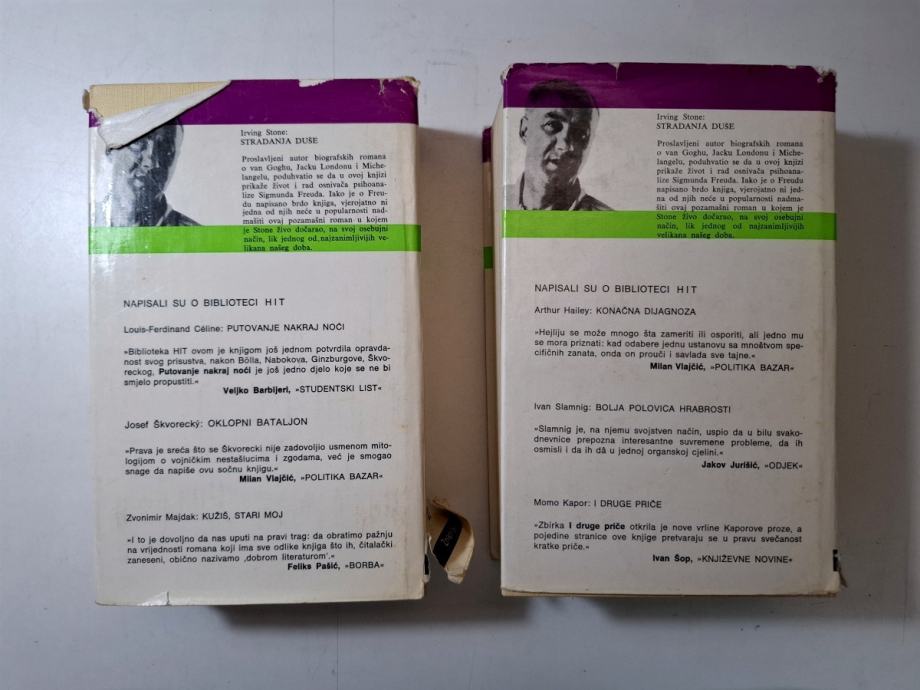 Irving Stone:
STRADANJA DUŠE
Proslavljeni autor biografskih romana
o van Goghu, Jacku Londonu i Miche-
langelu, poduhvatio se da u ovoj knjizi
prikaže život i rad osnivača psihoana-
lize Sigmunda Freuda. Iako je o Freu-
du napisano brdo knjiga, vjerojatno ni
jedna od njih neće u popularnosti nad-
mašiti ovaj pozamašni roman u kojem
je Stone živo dočarao, na svoj osebujni
način, lik jednog od najzanimljivijih ve-
likana našeg doba.
NAPISALI SU O BIBLIOTECI HIT
Louis-Ferdinand Céline: PUTOVANJE NAKRAJ NOĆI
»Biblioteka HIT ovom je knjigom još jednom potvrdila opravda-
nost svog prisustva, nakon Bölla, Nabokova, Ginzburgove, Škvo-
reckog, Putovanje nakraj noći je još jedno djelo koje se ne bi
smjelo propustiti.«
Veljko Barbijeri, »STUDENTSKI LIST«
Josef Škvorecký: OKLOPNI BATALJON
»Prava je sreća što se Škvorecki nije zadovoljio usmenom mito-
logijom o vojničkim nestašlucima i zgodama, već je smogao
snage da napiše ovu sočnu knjigu.«
Milan Vlajčić, »POLITIKA BAZAR«
Zvonimir Majdak: KUŽIŠ, STARI MOJ
»I to je dovoljno da nas uputi na pravi trag: da obratimo pažnju
na vrijednosti romana koji ima sve odlike knjiga što ih, čitalački
zaneseni, obično nazivamo ‚dobrom literaturom'.«
Feliks Pašić, »BORBA«
Irving Stone:
STRADANJA DUŠE
Proslavljeni autor biografskih romana
o van Goghu, Jacku Londonu i Miche-
langelu, poduhvatio se da u ovoj knjizi
prikaže život i rad osnivača psihoana-
lize Sigmunda Freuda. Iako je o Freudu
napisano brdo knjiga, vjerojatno ni jed-
na od njih neće u popularnosti nadma-
šiti ovaj pozamašni roman u kojem je
Stone živo dočarao, na svoj osebujni
način, lik jednog od najzanimljivijih
velikana našeg doba.
NAPISALI SU O BIBLIOTECI HIT
Arthur Hailey: KONAČNA DIJAGNOZA
»Hejliju se može mnogo šta zameriti ili osporiti, ali jedno mu
se mora priznati: kad odabere jednu ustanovu sa mnoštvom spe-
cifičnih zanata, onda on prouči i savlada sve tajne.«
Milan Vlajčić, »POLITIKA BAZAR«
Ivan Slamnig: BOLJA POLOVICA HRABROSTI
»Slamnig je, na njemu svojstven način, uspio da u bilu svako-
dnevnice prepozna interesantne suvremene probleme, da ih
osmisli i da ih dâ u jednoj organskoj cjelini.«
Jakov Jurišić, »ODJEK«
Momo Kapor: I DRUGE PRIČE
»Zbirka I druge priče otkrila je nove vrline Kaporove proze, a
pojedine stranice ove knjige pretvaraju se u pravu svečanost
kratke priče.«
Ivan Šop, »KNJIŽEVNE NOVINE«